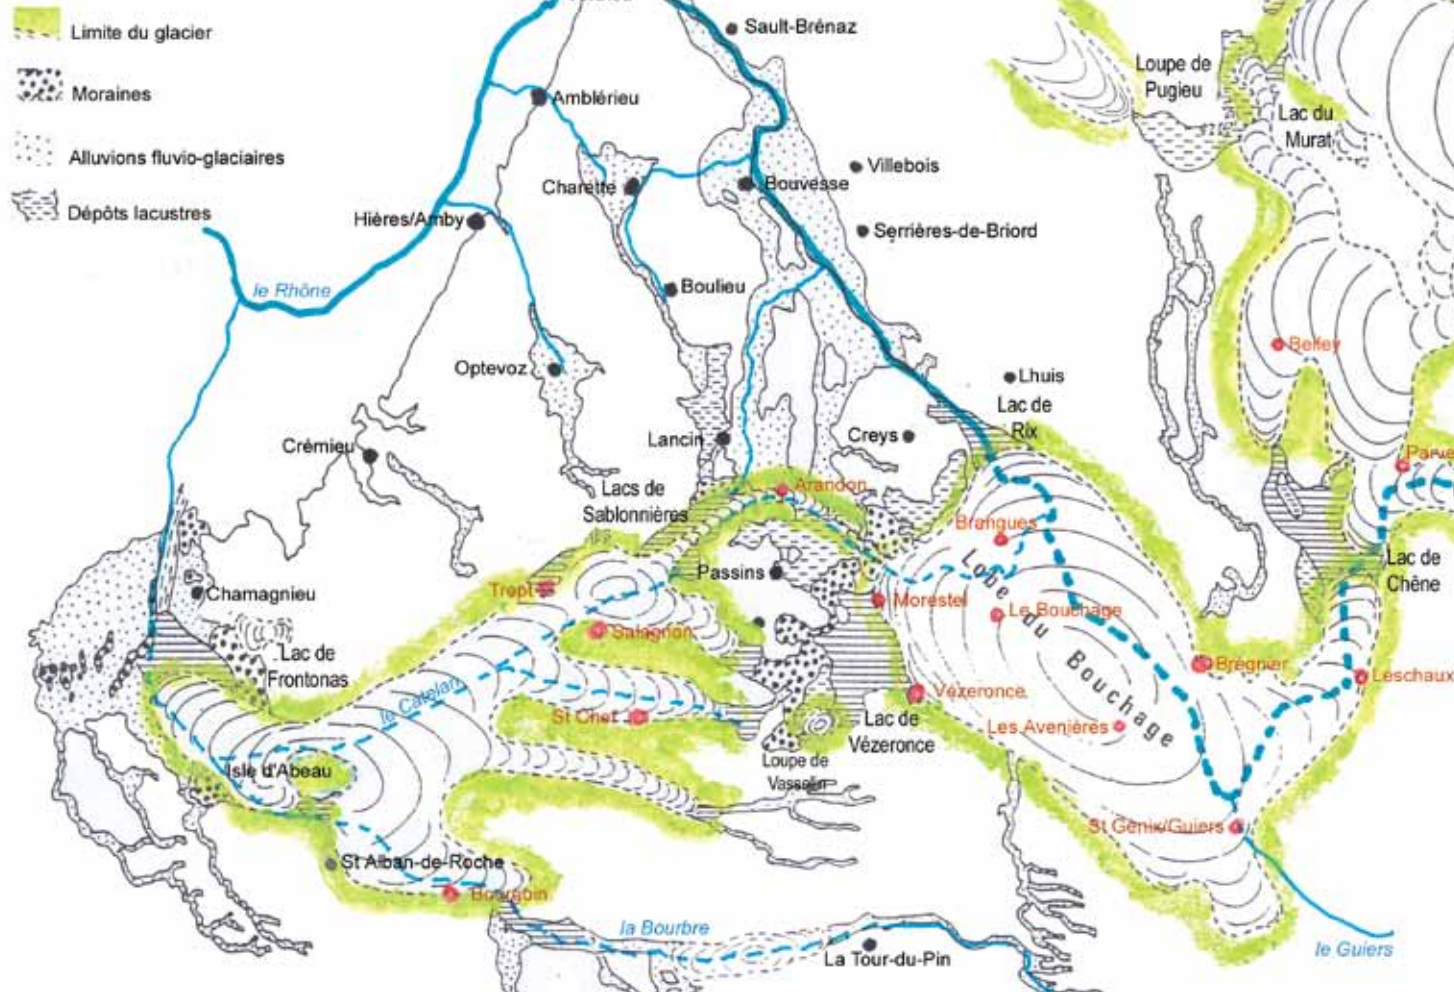 Limite du glacier
Moraines
Alluvions fluvio-glaciaires
Dépôts lacustres
Sault-Brénaz
Loupe de
Pugieu
Lac du
Murat
Amblérieu
Villebois
Charette
Bouvesse
Hières/Amby
Serrières-de-Briord
le Rhône
Boulieu
Belley
Optevoz
Lhuis
Lac de
Rix
Crémieu
Lancin
Creys
Parve
Lacs de
Sablonnières
Arandon
Brangues
Passins
Lac de
Chêne
Trept
Chamagnieu
Morestel
Le Bouchage
Lobe du
Bouchage
Salagnon
Lac de
Frontonas
Brégnier
Leschaux
le Catelan
St Chef
Vézeronce
Les Avenières
Lac de
Vézeronce
Isle d'Abeau
Loupe de
Vasselin
St Génix/Guiers
St Alban-de-Roche
la Bourbre
La Tour-du-Pin
le Guiers